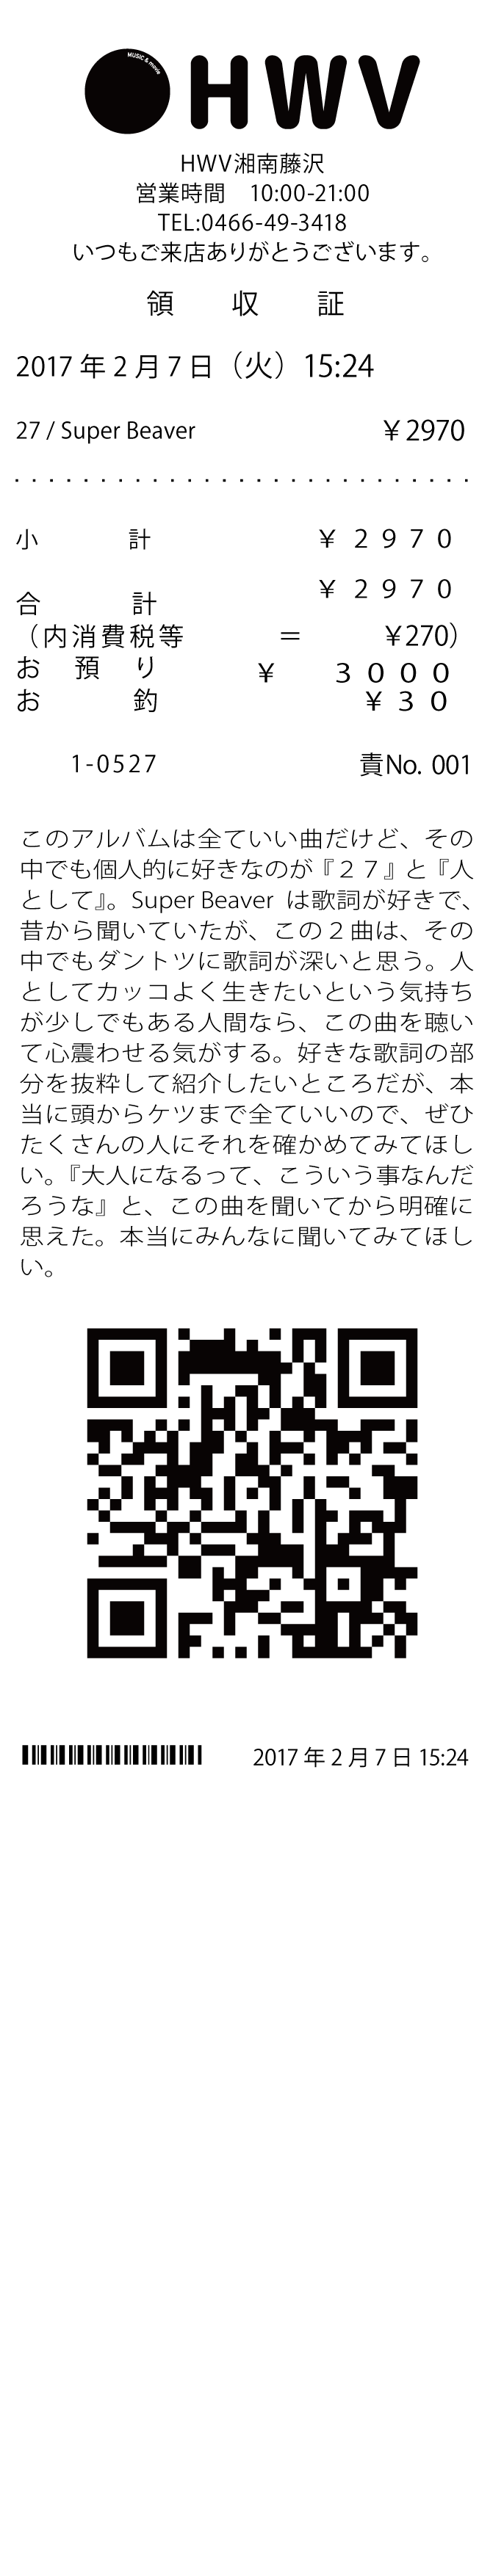 MUSIC & movie
HWV
HWV湘南藤沢
営業時間　10:00-21:00
TEL:0466-49-3418
いつもご来店ありがとうございます。
領　収　証
2017 年 2 月 7 日（火）15:24
27 / Super Beaver　￥2970
小　計　￥２９７０
合　計　￥２９７０
（内消費税等　＝　￥270）
お　預　り　￥　３０００
お　釣　￥３０
1-0527　責No. 001
このアルバムは全ていい曲だけど、その
中でも個人的に好きなのが『２７』と『人
として』。Super Beaver は歌詞が好きで、
昔から聞いていたが、この２曲は、その
中でもダントツに歌詞が深いと思う。人
としてカッコよく生きたいという気持ち
が少しでもある人間なら、この曲を聴い
て心震わせる気がする。好きな歌詞の部
分を抜粋して紹介したいところだが、本
当に頭からケツまで全ていいので、ぜひ
たくさんの人にそれを確かめてみてほし
い。『大人になるって、こういう事なんだ
ろうな』と、この曲を聞いてから明確に
思えた。本当にみんなに聞いてみてほし
い。
2017 年 2 月 7 日 15:24